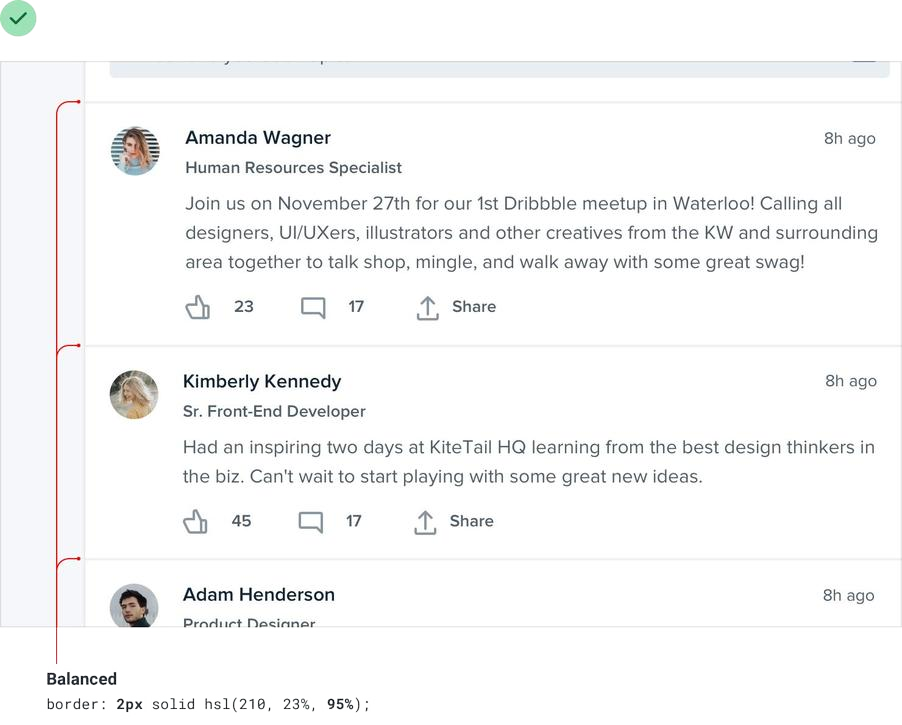 Amanda Wagner
8h ago
Human Resources Specialist
Join us on November 27th for our 1st Dribbble meetup in Waterloo! Calling all
designers, UI/UXers, illustrators and other creatives from the KW and surrounding
area together to talk shop, mingle, and walk away with some great swag!
23 17 Share
Kimberly Kennedy
8h ago
Sr. Front-End Developer
Had an inspiring two days at KiteTail HQ learning from the best design thinkers in
the biz. Can't wait to start playing with some great new ideas.
45 17 Share
Adam Henderson
8h ago
Product Designer
Balanced
border: 2px solid hsl(210, 23%, 95%);